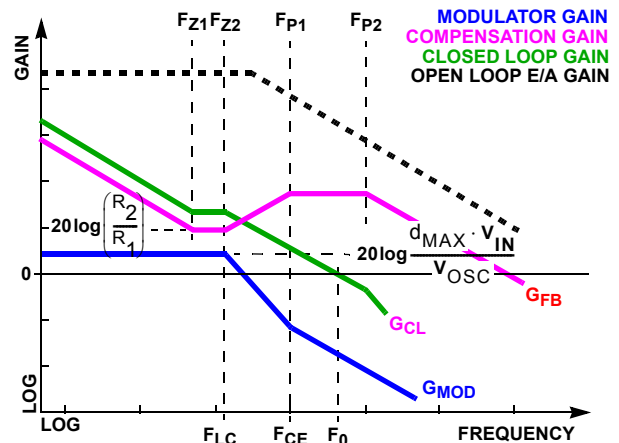 MODULATOR GAIN
COMPENSATION GAIN
CLOSED LOOP GAIN
OPEN LOOP E/A GAIN
FZ1 FZ2 FP1 FP2
GAIN
20log(R2/R1)
20log dMAX · VIN / VOSC
0
GFB
GCL
GMOD
LOG
LOG
FLC FCE F0 FREQUENCY